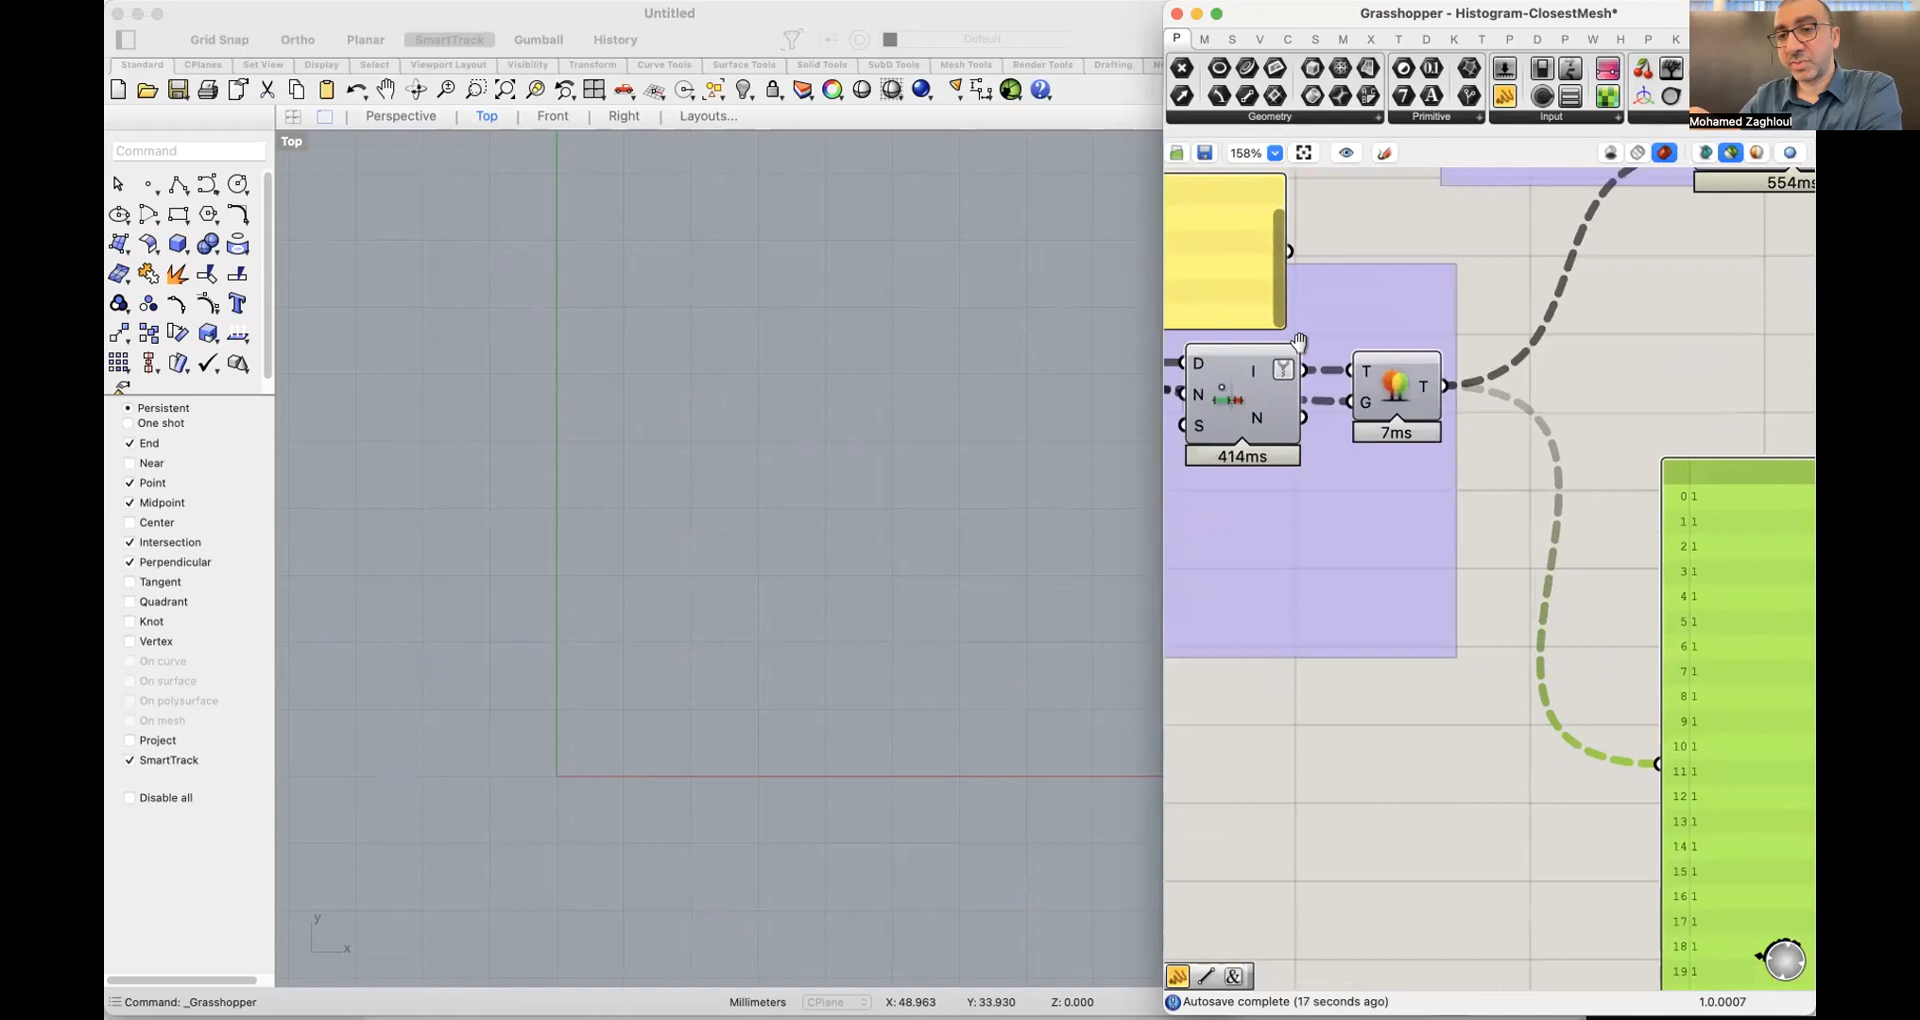 Untitled
Grid Snap Ortho Planar SmartTrack Gumball History Default
Standard CPlanes Set View Display Select Viewport Layout Visibility Transform Curve Tools Surface Tools Solid Tools SubD Tools Mesh Tools Render Tools Drafting
Perspective Top Front Right Layouts...
Command
Top
Persistent
One shot
End
Near
Point
Midpoint
Center
Intersection
Perpendicular
Tangent
Quadrant
Knot
Vertex
On curve
On surface
On polysurface
On mesh
Project
SmartTrack
Disable all
y
x
Command: _Grasshopper
Millimeters CPlane X: 48.963 Y: 33.930 Z: 0.000
Grasshopper - Histogram-ClosestMesh*
P M S V C S M X T D K T P D P W H P K
Geometry Primitive Input
Mohamed Zaghloul
158%
554ms
D I
N
S N
414ms
T T
G
7ms
0 1
1 1
2 1
3 1
4 1
5 1
6 1
7 1
8 1
9 1
10 1
11 1
12 1
13 1
14 1
15 1
16 1
17 1
18 1
19 1
Autosave complete (17 seconds ago)
1.0.0007